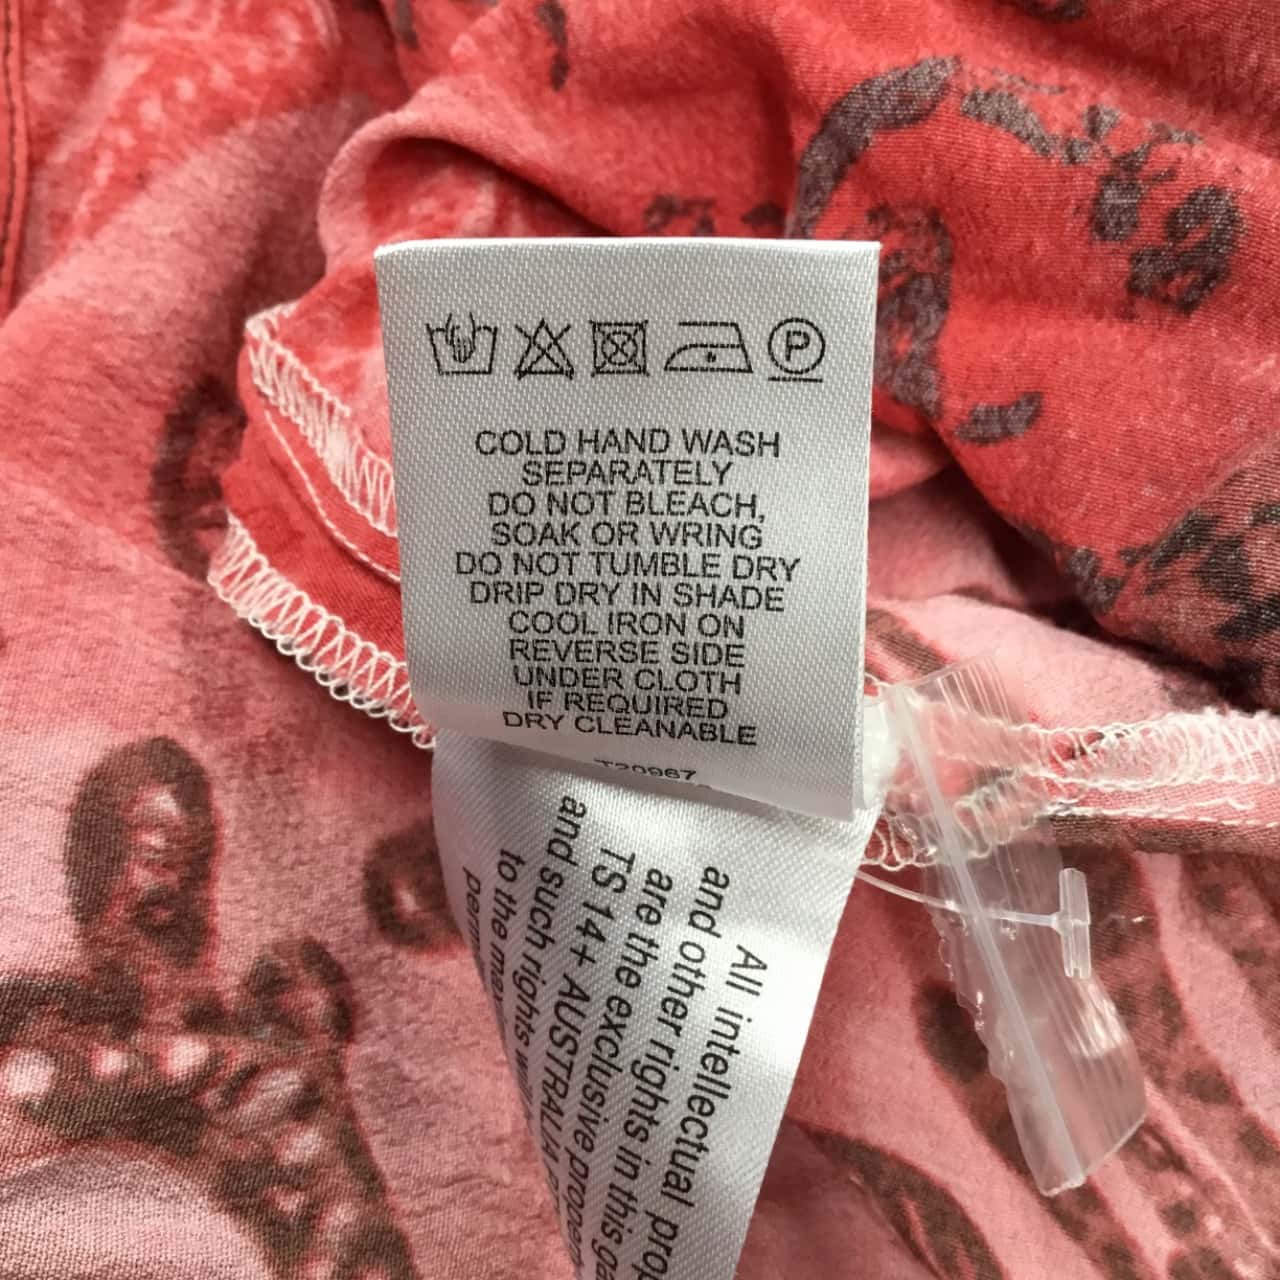 P
COLD HAND WASH
SEPARATELY
DO NOT BLEACH,
SOAK OR WRING
DO NOT TUMBLE DRY
DRIP DRY IN SHADE
COOL IRON ON
REVERSE SIDE
UNDER CLOTH
IF REQUIRED
DRY CLEANABLE
T20967
All intellectual
and other rights in this
are the exclusive
TS 14+ AUSTRALIA
and such rights
to the